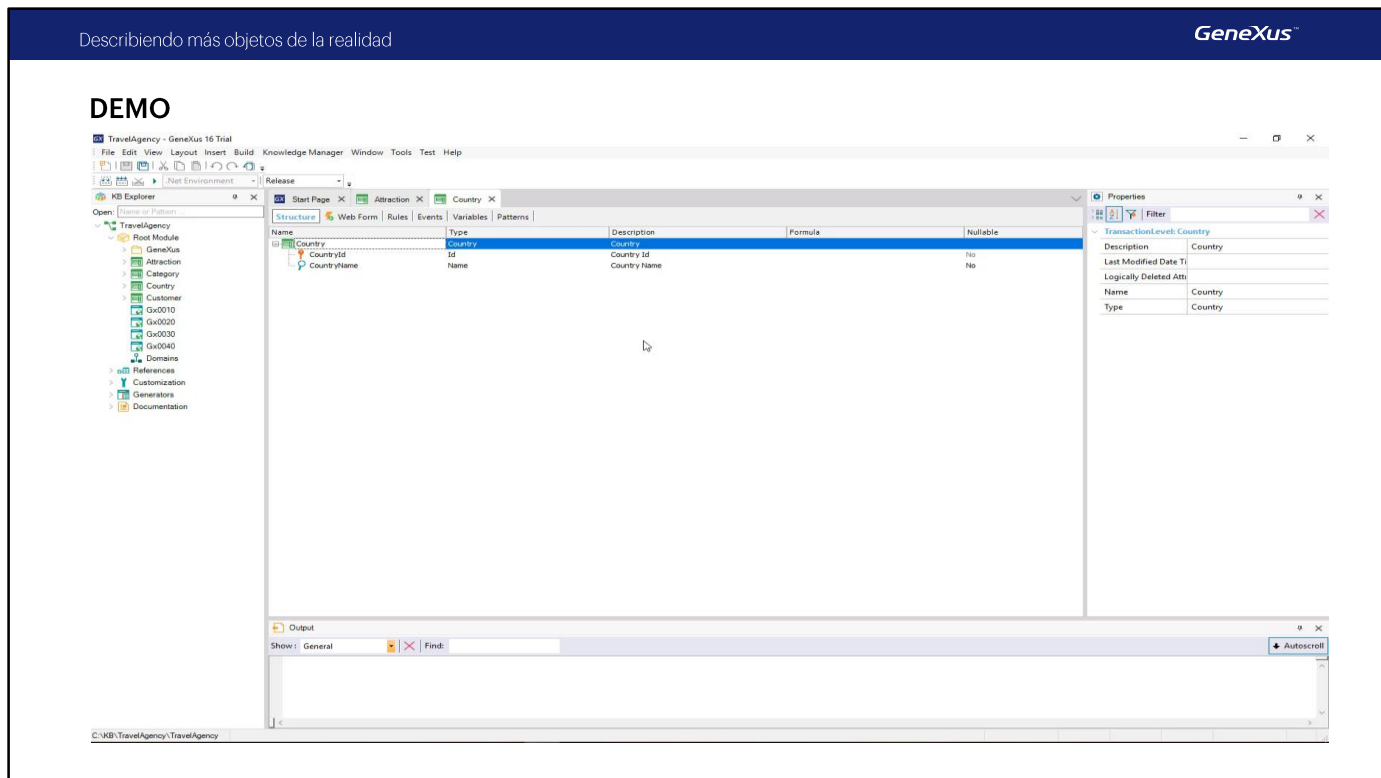 Describiendo más objetos de la realidad
GeneXus™
DEMO
TravelAgency - GeneXus 16 Trial
File Edit View Layout Insert Build Knowledge Manager Window Tools Test Help
.Net Environment Release
KB Explorer
Open: Name or Pattern ...
TravelAgency
Root Module
GeneXus
Attraction
Category
Country
Customer
Gx0010
Gx0020
Gx0030
Gx0040
Domains
References
Customization
Generators
Documentation
Start Page Attraction Country
Structure Web Form Rules Events Variables Patterns
Name Type Description Formula Nullable
Country Country Country
CountryId Id Country Id No
CountryName Name Country Name No
Properties
Filter
TransactionLevel: Country
Description Country
Last Modified Date Ti
Logically Deleted Attri
Name Country
Type Country
Output
Show: General Find: Autoscroll
C:\KB\TravelAgency\TravelAgency